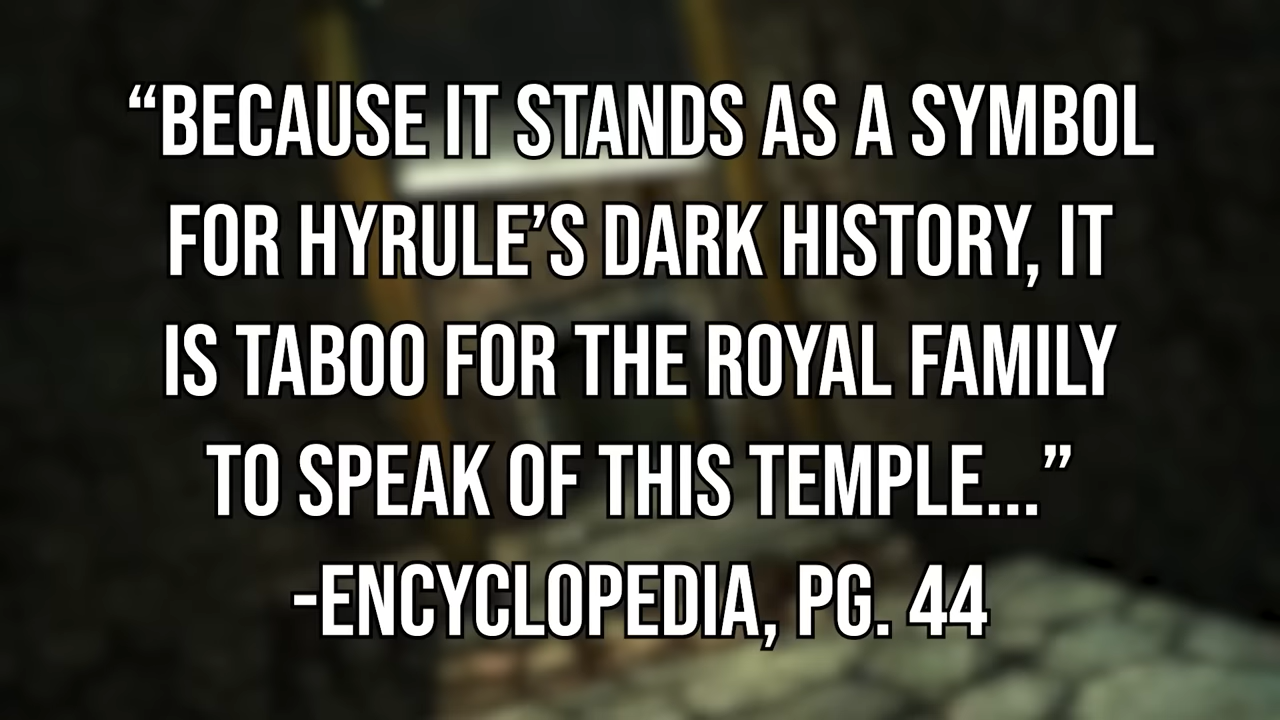 “BECAUSE IT STANDS AS A SYMBOL
FOR HYRULE’S DARK HISTORY, IT
IS TABOO FOR THE ROYAL FAMILY
TO SPEAK OF THIS TEMPLE...”
-ENCYCLOPEDIA, PG. 44